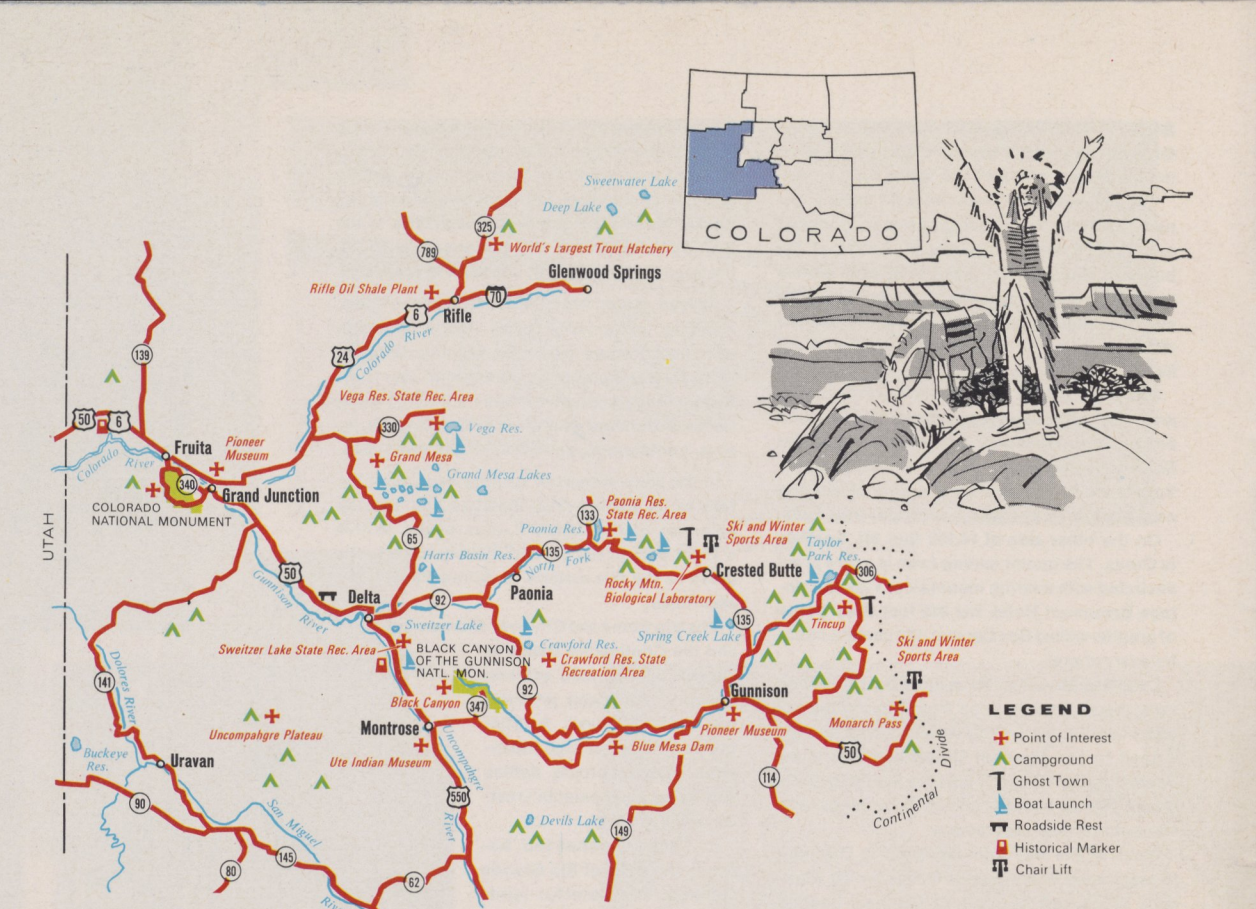 COLORADO
Sweetwater Lake
Deep Lake
325
789
World's Largest Trout Hatchery
Glenwood Springs
Rifle Oil Shale Plant
70
6
Rifle
Colorado River
24
139
Vega Res. State Rec. Area
50
6
330
Vega Res.
Fruita
Pioneer
Museum
Grand Mesa
Colorado River
Grand Mesa Lakes
340
Grand Junction
COLORADO
NATIONAL MONUMENT
UTAH
Paonia Res.
State Rec. Area
133
Paonia Res.
Ski and Winter
Sports Area
Taylor
Park Res.
65
135
North Fork
Harts Basin Res.
Crested Butte
306
50
Rocky Mtn.
Biological Laboratory
Paonia
Gunnison River
Delta
92
135
Tincup
Sweitzer Lake
Spring Creek Lake
Sweitzer Lake State Rec. Area
BLACK CANYON
OF THE GUNNISON
NATL. MON.
Crawford Res.
Crawford Res. State
Recreation Area
Ski and Winter
Sports Area
141
Dolores River
92
Black Canyon
347
Gunnison
Monarch Pass
Pioneer Museum
Uncompahgre Plateau
Montrose
Blue Mesa Dam
50
Ute Indian Museum
Buckeye
Res.
Uravan
Uncompahgre River
114
Continental Divide
90
550
San Miguel
Riv
Devils Lake
149
145
80
62
LEGEND
Point of Interest
Campground
Ghost Town
Boat Launch
Roadside Rest
Historical Marker
Chair Lift